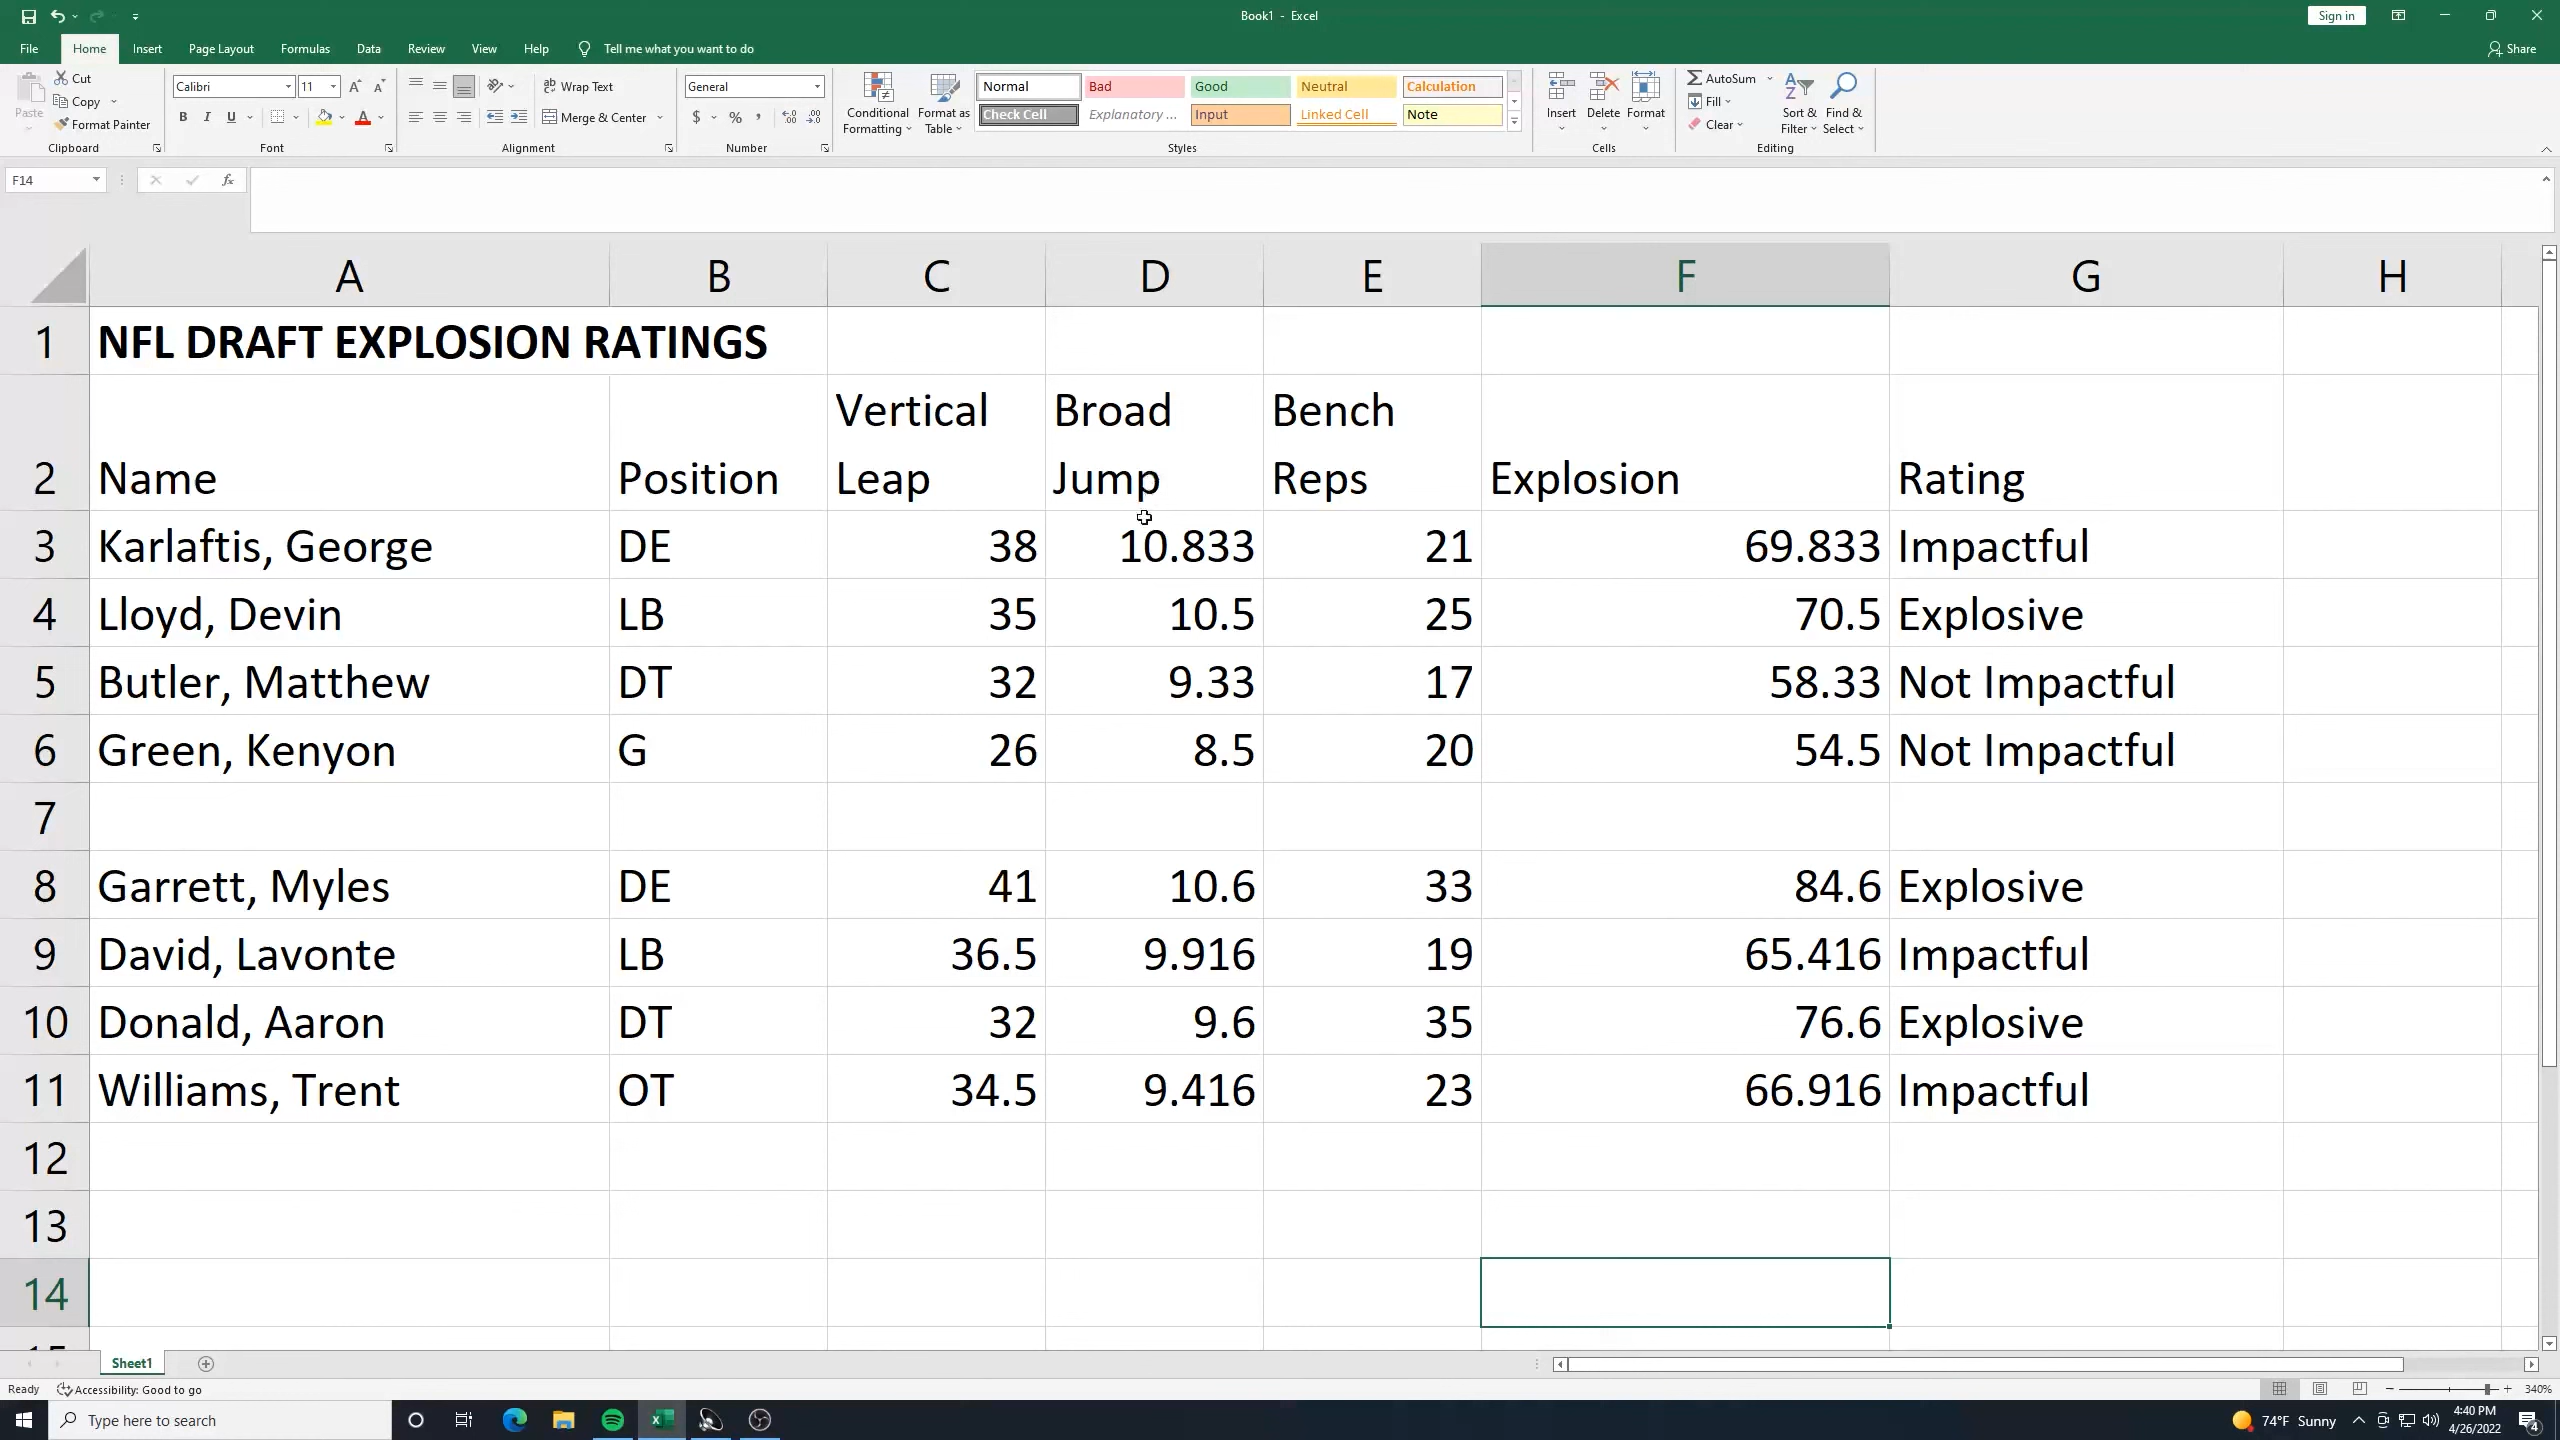 Book1 - Excel
Sign in
File Home Insert Page Layout Formulas Data Review View Help Tell me what you want to do
Share
Paste
Cut
Copy
Format Painter
Clipboard
Calibri 11
B I U
Font
Wrap Text
Merge & Center
Alignment
General
$ % ,
Number
Conditional Formatting
Format as Table
Normal Bad Good Neutral Calculation
Check Cell Explanatory ... Input Linked Cell Note
Styles
Insert Delete Format
Cells
AutoSum
Fill
Clear
Sort & Filter
Find & Select
Editing
F14
fx
A B C D E F G H
1 NFL DRAFT EXPLOSION RATINGS
2 Name Position Vertical Leap Broad Jump Bench Reps Explosion Rating
3 Karlaftis, George DE 38 10.833 21 69.833 Impactful
4 Lloyd, Devin LB 35 10.5 25 70.5 Explosive
5 Butler, Matthew DT 32 9.33 17 58.33 Not Impactful
6 Green, Kenyon G 26 8.5 20 54.5 Not Impactful
7
8 Garrett, Myles DE 41 10.6 33 84.6 Explosive
9 David, Lavonte LB 36.5 9.916 19 65.416 Impactful
10 Donald, Aaron DT 32 9.6 35 76.6 Explosive
11 Williams, Trent OT 34.5 9.416 23 66.916 Impactful
12
13
14
15
Sheet1
Ready Accessibility: Good to go
340%
Type here to search
74°F Sunny
4:40 PM
4/26/2022
4